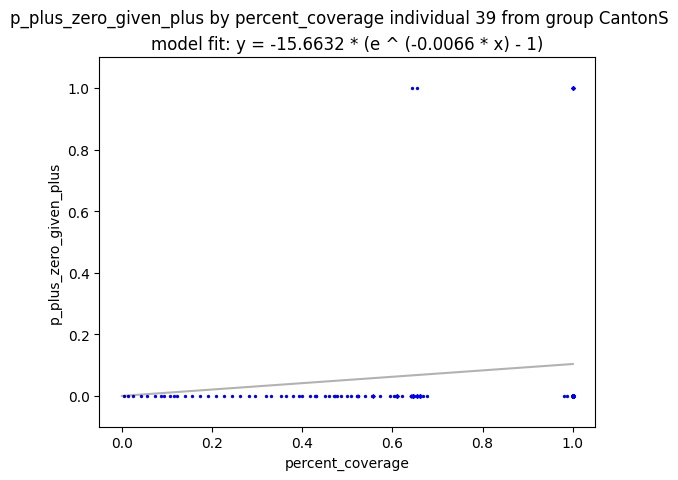 p_plus_zero_given_plus by percent_coverage individual 39 from group CantonS
model fit: y = -15.6632 * (e ^ (-0.0066 * x) - 1)
1.0
0.8
0.6
0.4
0.2
0.0
p_plus_zero_given_plus
0.0 0.2 0.4 0.6 0.8 1.0
percent_coverage